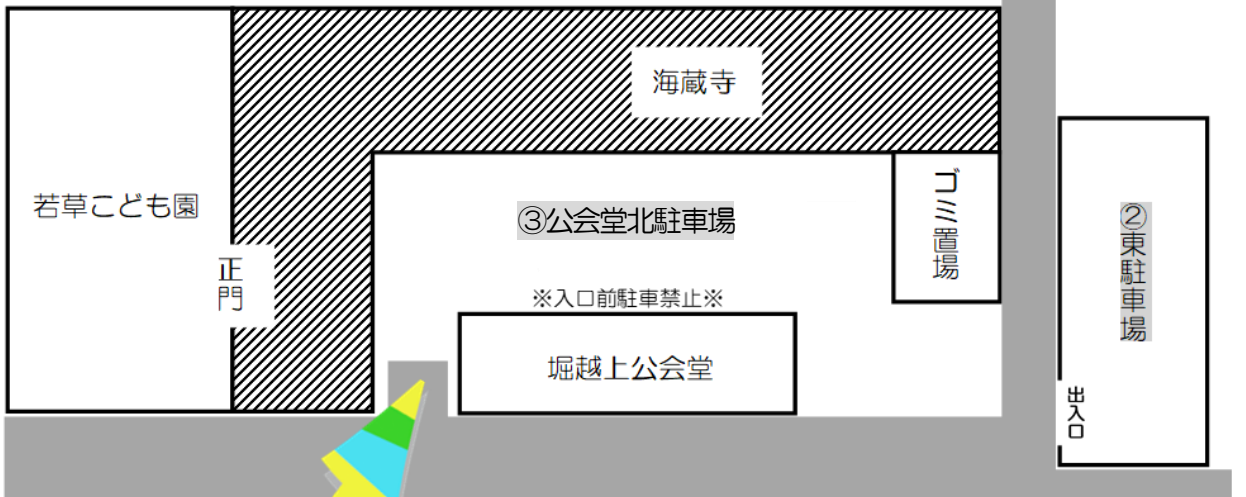 海蔵寺
若草こども園
正門
③公会堂北駐車場
ゴミ置場
②東駐車場
※入口前駐車禁止※
堀越上公会堂
出入口